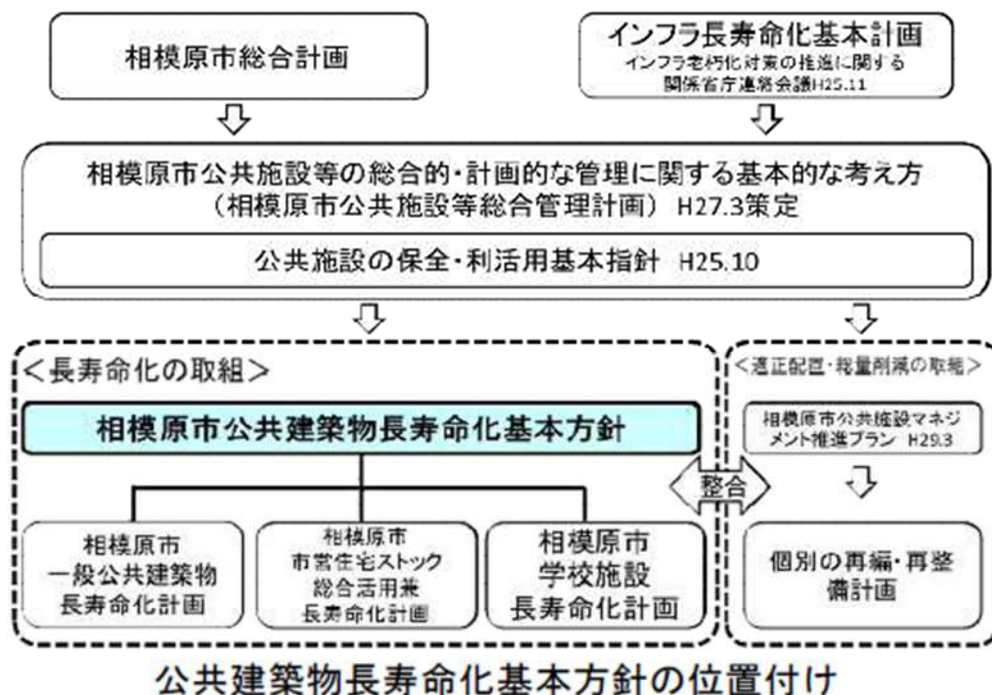 相模原市総合計画
インフラ長寿命化基本計画
インフラ老朽化対策の推進に関する
関係省庁連絡会議H25.11
相模原市公共施設等の総合的・計画的な管理に関する基本的な考え方
（相模原市公共施設等総合管理計画） H27.3策定
公共施設の保全・利活用基本指針 H25.10
＜長寿命化の取組＞
相模原市公共建築物長寿命化基本方針
相模原市
一般公共建築物
長寿命化計画
相模原市
市営住宅ストック
総合活用兼
長寿命化計画
相模原市
学校施設
長寿命化計画
整合
＜適正配置・総量削減の取組＞
相模原市公共施設マネジ
メント推進プラン H29.3
個別の再編・再整
備計画
公共建築物長寿命化基本方針の位置付け